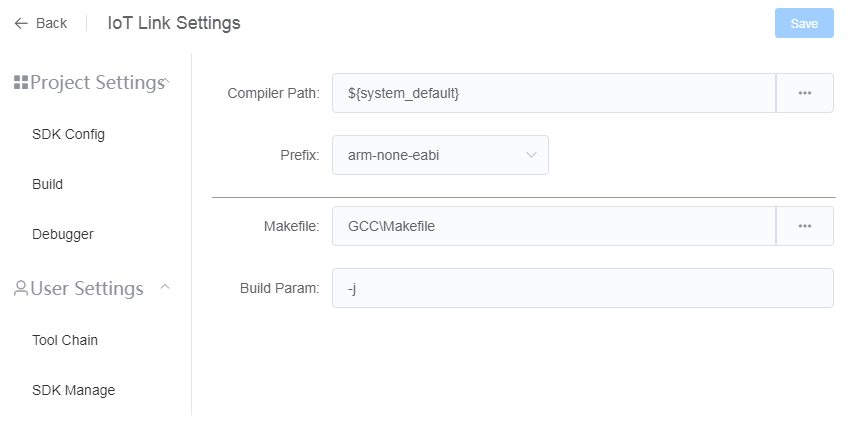 Back
IoT Link Settings
Save
Project Settings
SDK Config
Build
Debugger
User Settings
Tool Chain
SDK Manage
Compiler Path: ${system_default} •••
Prefix: arm-none-eabi
Makefile: GCC\Makefile •••
Build Param: -j